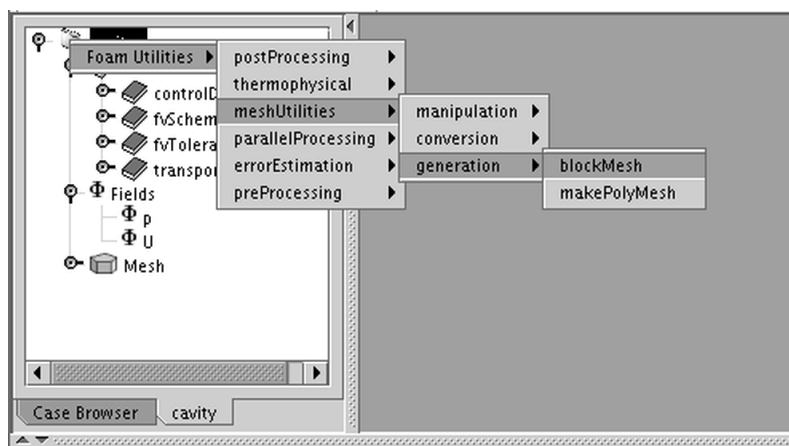 Foam Utilities
postProcessing
thermophysical
controlD
meshUtilities
manipulation
fvSchem
parallelProcessing
conversion
fvTolera
errorEstimation
generation
blockMesh
transpor
preProcessing
makePolyMesh
Φ Fields
Φ p
Φ U
Mesh
Case Browser
cavity